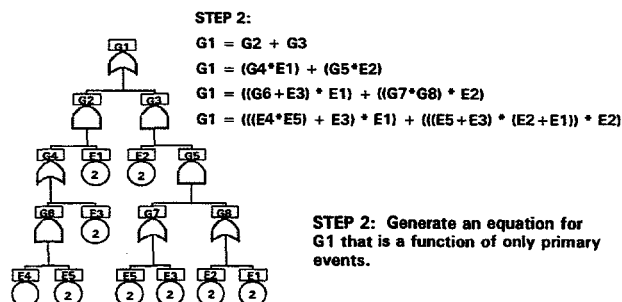 STEP 2:
G1 = G2 + G3
G1 = (G4*E1) + (G5*E2)
G1 = ((G6+E3) * E1) + ((G7*G8) * E2)
G1 = (((E4*E5) + E3) * E1) + (((E5+E3) * (E2+E1)) * E2)
G1
G2 G3
G4 E1 E2 G5
2 2
G6 E3 G7 G8
2
E4 E5 E5 E3 E2 E1
2 2 2 2 2
STEP 2: Generate an equation for
G1 that is a function of only primary
events.